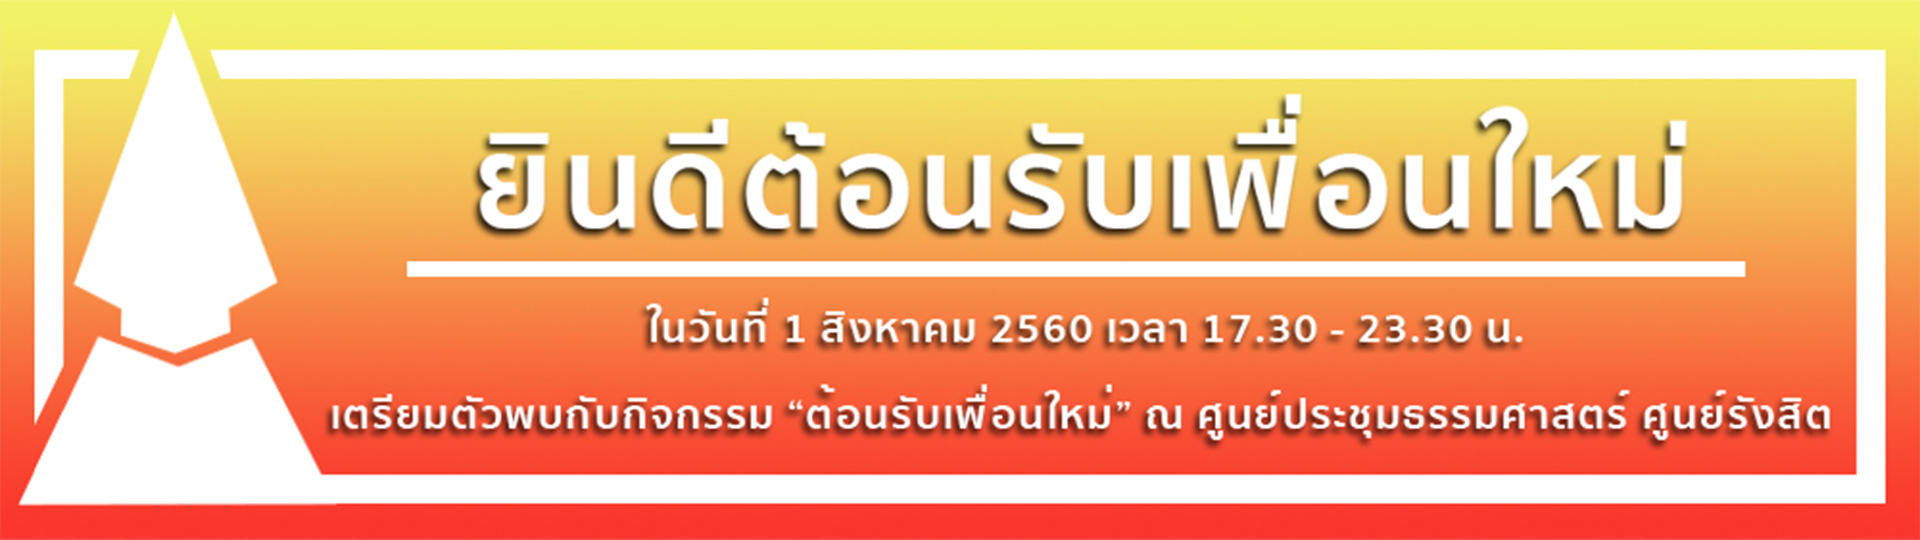 ยินดีต้อนรับเพื่อนใหม่
ในวันที่ 1 สิงหาคม 2560 เวลา 17.30 - 23.30 น.
เตรียมตัวพบกับกิจกรรม “ต้อนรับเพื่อนใหม่” ณ ศูนย์ประชุมธรรมศาสตร์ ศูนย์รังสิต